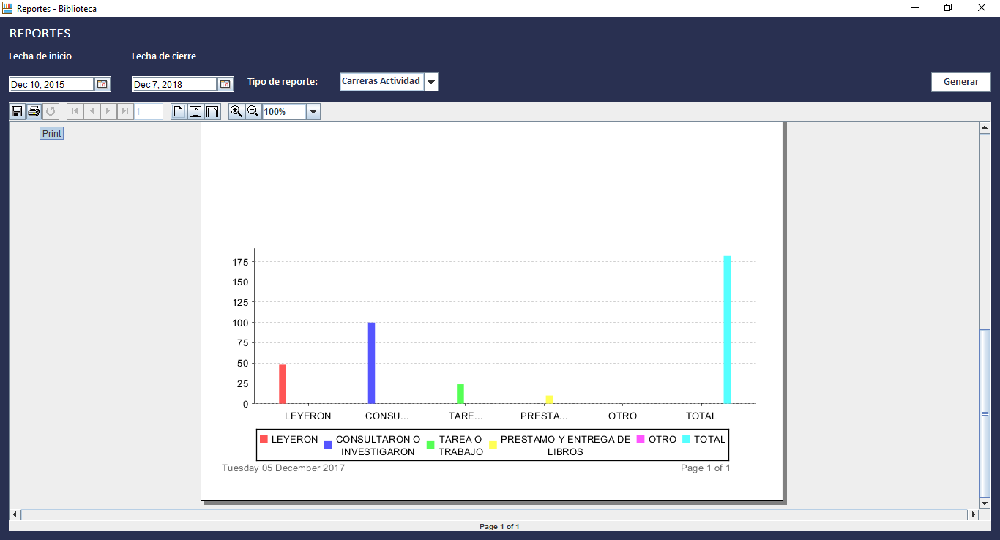 Reportes - Biblioteca
REPORTES
Fecha de inicio
Fecha de cierre
Dec 10, 2015
Dec 7, 2018
Tipo de reporte:
Carreras Actividad
Generar
1
100%
Print
175
150
125
100
75
50
25
0
LEYERON
CONSU...
TARE...
PRESTA...
OTRO
TOTAL
LEYERON
CONSULTARON O
INVESTIGARON
TAREA O
TRABAJO
PRESTAMO Y ENTREGA DE
LIBROS
OTRO
TOTAL
Tuesday 05 December 2017
Page 1 of 1
Page 1 of 1